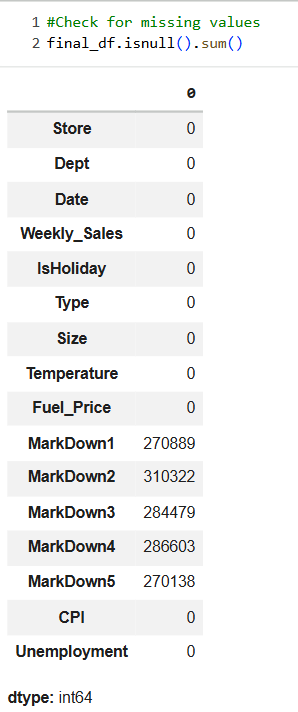 1 #Check for missing values
2 final_df.isnull().sum()
0
Store 0
Dept 0
Date 0
Weekly_Sales 0
IsHoliday 0
Type 0
Size 0
Temperature 0
Fuel_Price 0
MarkDown1 270889
MarkDown2 310322
MarkDown3 284479
MarkDown4 286603
MarkDown5 270138
CPI 0
Unemployment 0
dtype: int64